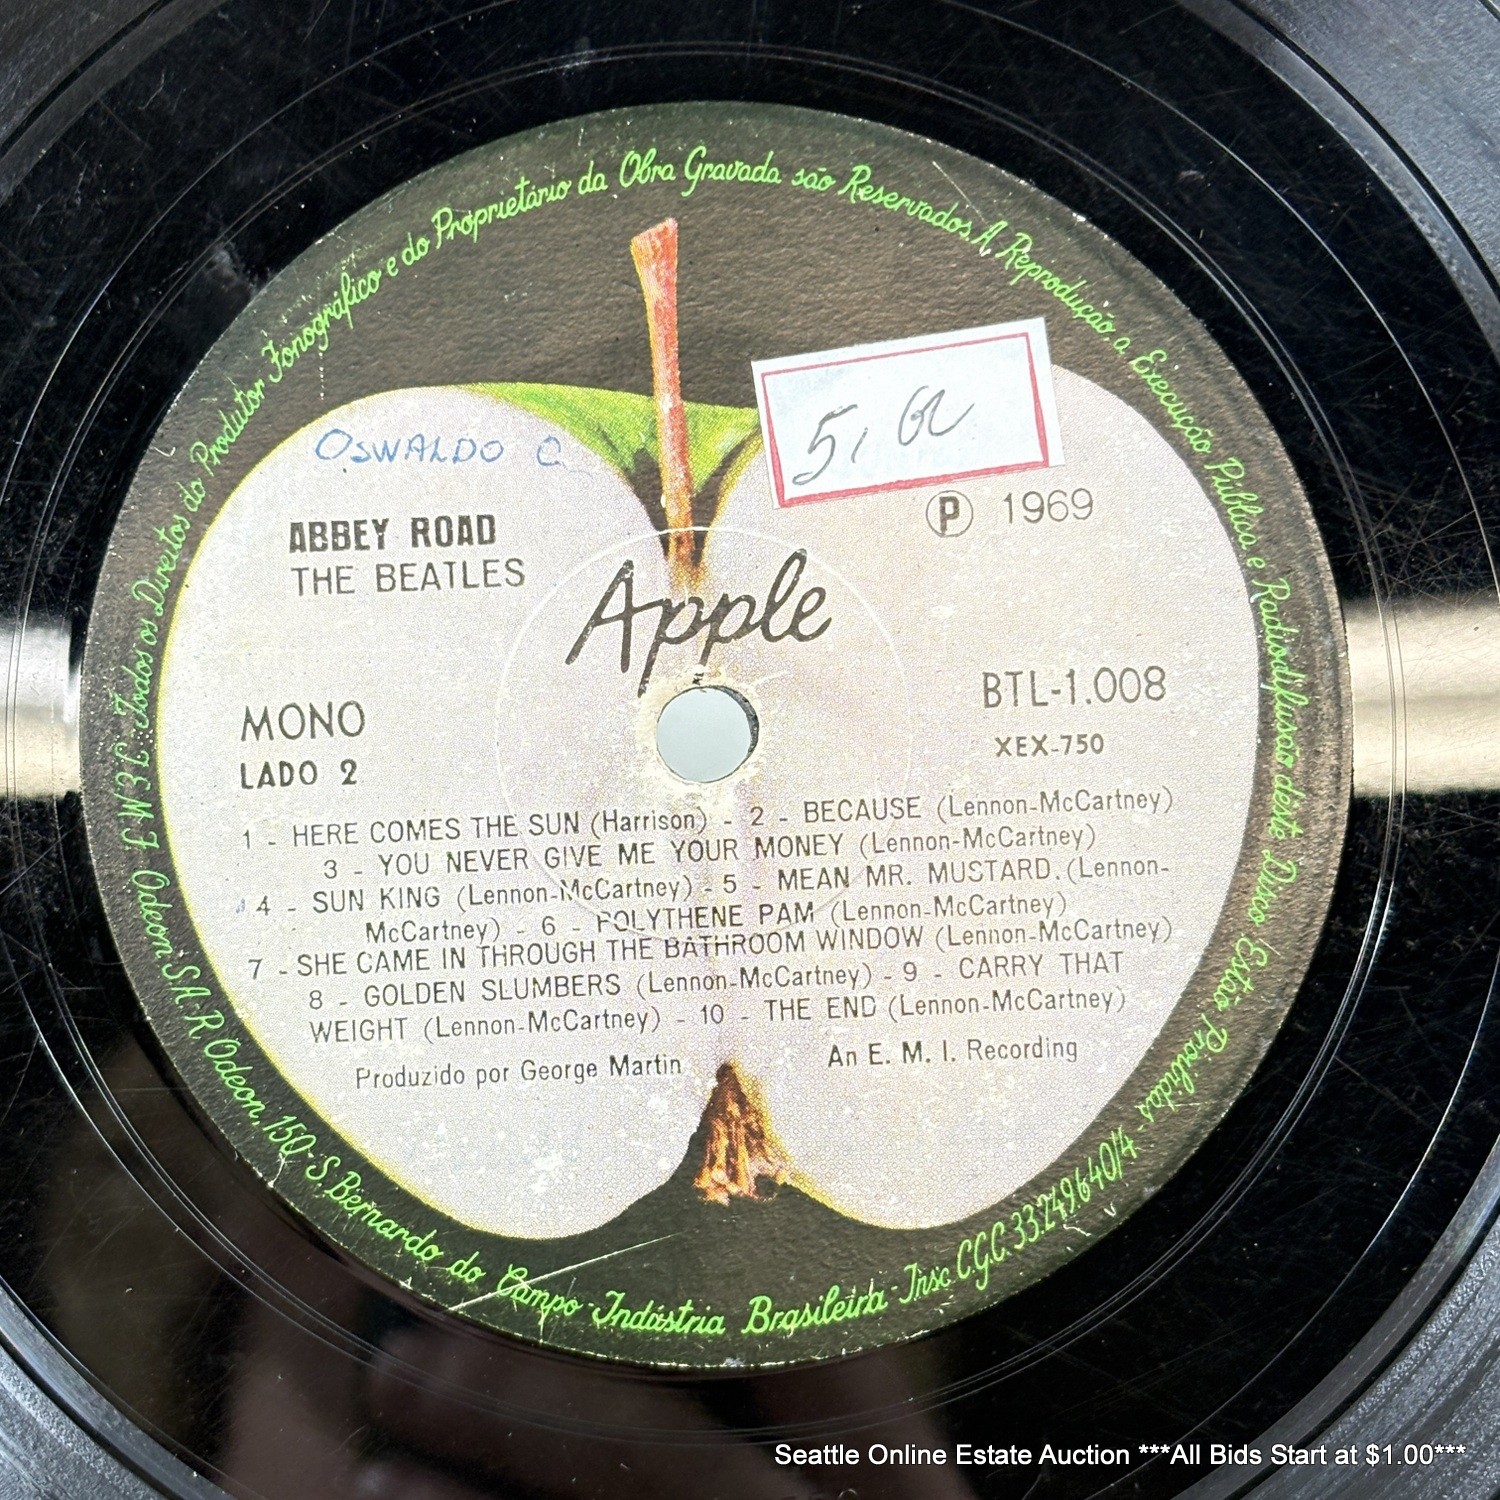 I.E.M.E. Todos os Direitos do Produtor Fonográfico e do Proprietário da Obra Gravada são Reservados. A Reprodução a Execução Pública e Radiodifusão deste Disco Estão Proibidas -
OSWALDO C
5,
ABBEY ROAD
THE BEATLES
℗ 1969
Apple
MONO
LADO 2
BTL-1.008
XEX-750
1 - HERE COMES THE SUN (Harrison) - 2 - BECAUSE (Lennon-McCartney)
3 - YOU NEVER GIVE ME YOUR MONEY (Lennon-McCartney)
4 - SUN KING (Lennon-McCartney) - 5 - MEAN MR. MUSTARD. (Lennon-
McCartney) - 6 - POLYTHENE PAM (Lennon-McCartney)
7 - SHE CAME IN THROUGH THE BATHROOM WINDOW (Lennon-McCartney)
8 - GOLDEN SLUMBERS (Lennon-McCartney) - 9 - CARRY THAT
WEIGHT (Lennon-McCartney) - 10 - THE END (Lennon-McCartney)
Produzido por George Martin
An E. M. I. Recording
Odeon S.A. R. Odeon, 150 - S. Bernardo do Campo - Indústria Brasileira - Insc C.G.C. 33.249.640/4
Seattle Online Estate Auction ***All Bids Start at $1.00***